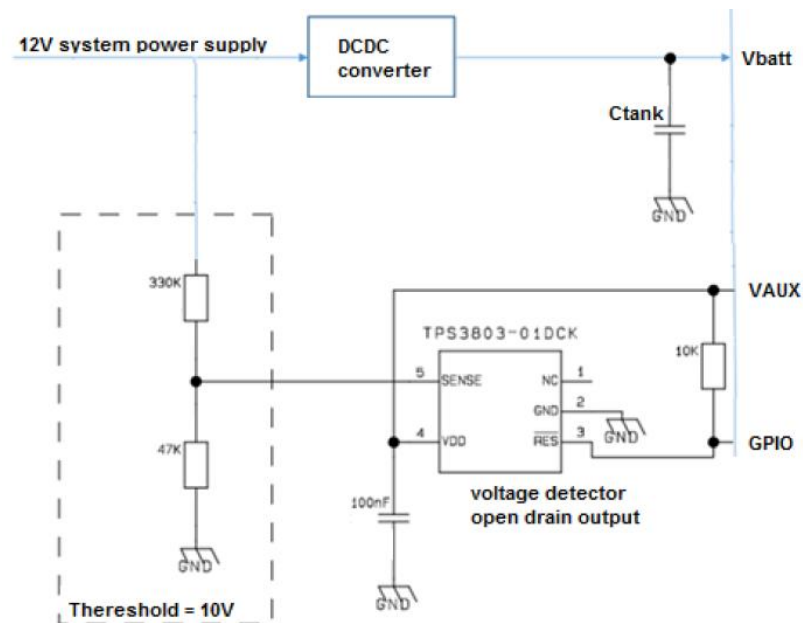 12V system power supply
DCDC
converter
Vbatt
Ctank
GND
330K
VAUX
TPS3803-01DCK
10K
5
SENSE
NC
1
GND
2
GND
4
VDD
RES
3
GPIO
47K
100nF
voltage detector
open drain output
GND
GND
Thereshold = 10V